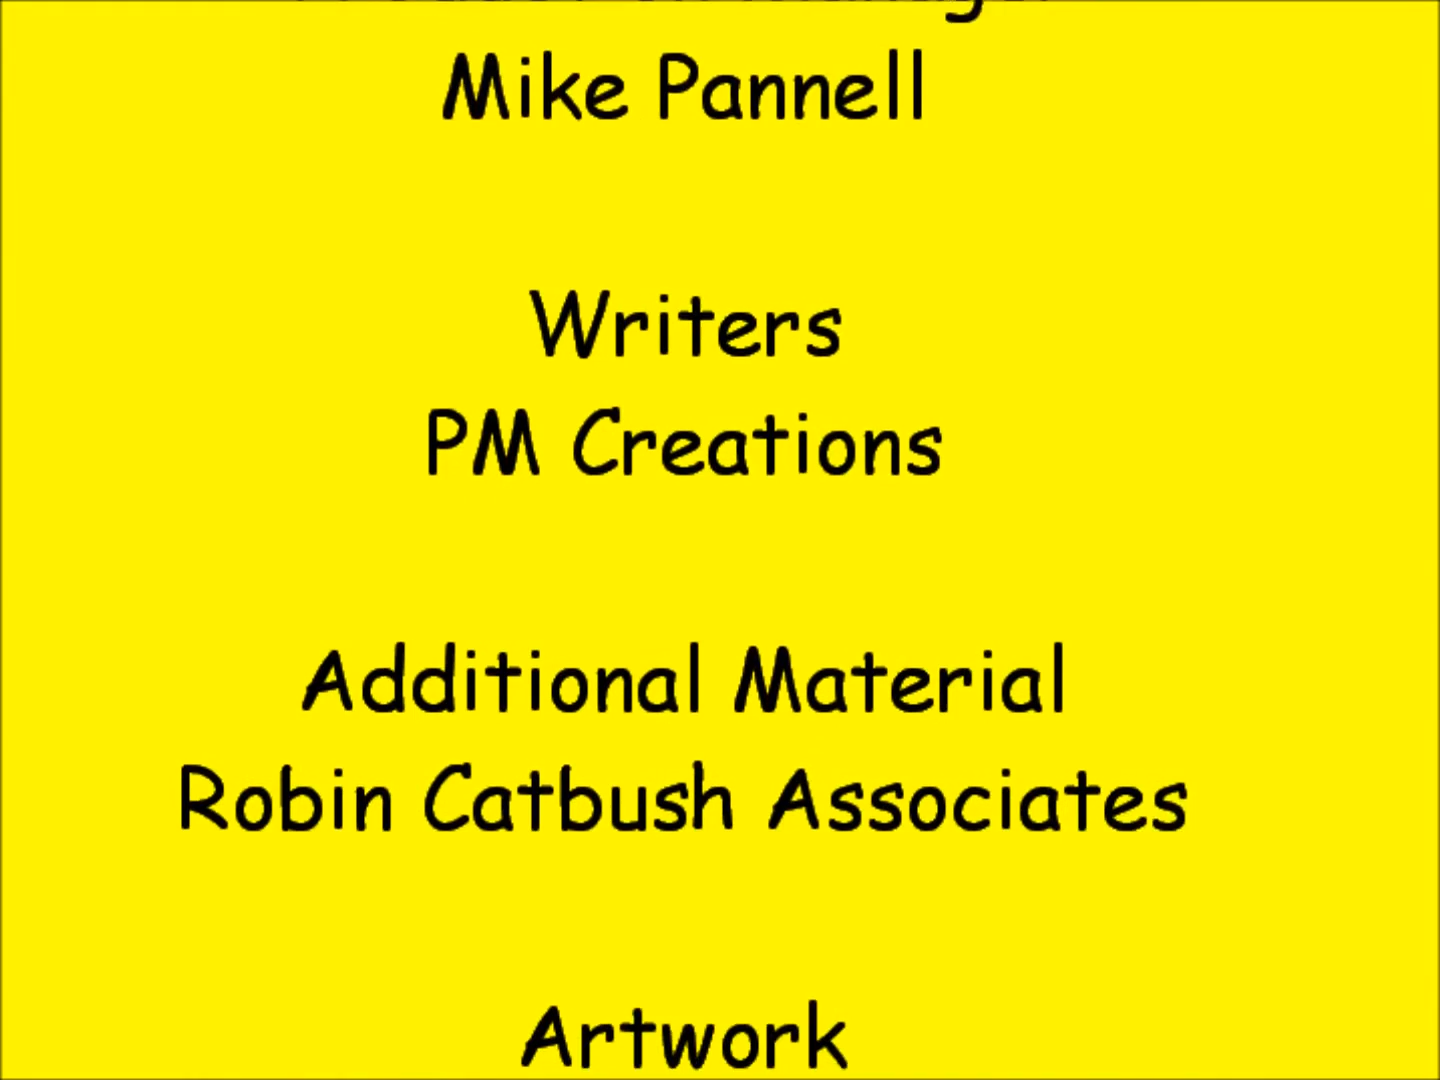 Mike Pannell
Writers
PM Creations
Additional Material
Robin Catbush Associates
Artwork